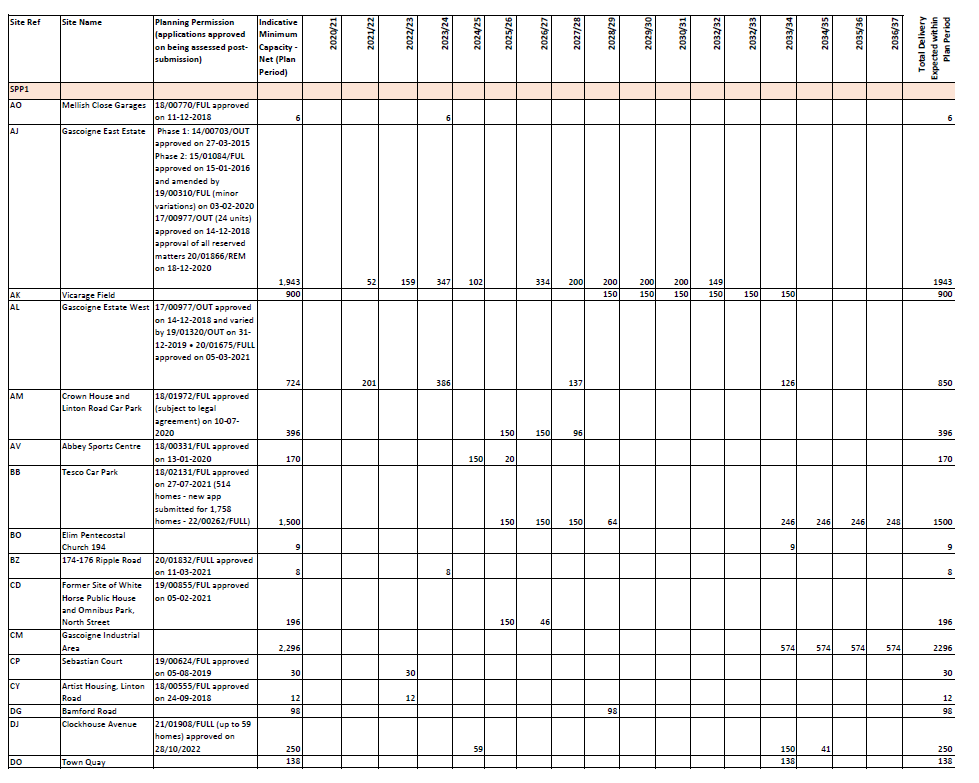 Site Ref Site Name Planning Permission Indicative
(applications approved Minimum
on being assessed post- Capacity -
submission) Net (Plan
Period)
2020/21 2021/22 2022/23 2023/24 2024/25 2025/26 2026/27 2027/28 2028/29 2029/30 2030/31 2032/32 2032/33 2033/34 2034/35 2035/36 2036/37
Total Delivery
Expected within
Plan Period
SPP1
AO Mellish Close Garages 18/00770/FUL approved
on 11-12-2018 6 6 6
AJ Gascoigne East Estate Phase 1: 14/00703/OUT
approved on 27-03-2015
Phase 2: 15/01084/FUL
approved on 15-01-2016
and amended by
19/00310/FUL (minor
variations) on 03-02-2020
17/00977/OUT (24 units)
approved on 14-12-2018
approval of all reserved
matters 20/01866/REM
on 18-12-2020
1,943 52 159 347 102 334 200 200 200 200 149 1943
AK Vicarage Field 900 150 150 150 150 150 150 900
AL Gascoigne Estate West 17/00977/OUT approved
on 14-12-2018 and varied
by 19/01320/OUT on 31-
12-2019 • 20/01675/FULL
approved on 05-03-2021
724 201 386 137 126 850
AM Crown House and 18/01972/FUL approved
Linton Road Car Park (subject to legal
agreement) on 10-07-
2020 396 150 150 96 396
AV Abbey Sports Centre 18/00331/FUL approved
on 13-01-2020 170 150 20 170
BB Tesco Car Park 18/02131/FUL approved
on 27-07-2021 (514
homes - new app
submitted for 1,758
homes - 22/00262/FULL) 1,500 150 150 150 64 246 246 246 248 1500
BO Elim Pentecostal
Church 194 9 9 9
BZ 174-176 Ripple Road 20/01832/FULL approved
on 11-03-2021 8 8 8
CD Former Site of White 19/00855/FUL approved
Horse Public House on 05-02-2021
and Omnibus Park,
North Street 196 150 46 196
CM Gascoigne Industrial
Area 2,296 574 574 574 574 2296
CP Sebastian Court 19/00624/FUL approved
on 05-08-2019 30 30 30
CY Artist Housing, Linton 18/00555/FUL approved
Road on 24-09-2018 12 12 12
DG Bamford Road 98 98 98
DJ Clockhouse Avenue 21/01908/FULL (up to 59
homes) approved on
28/10/2022 250 59 150 41 250
DO Town Quay 138 138 138